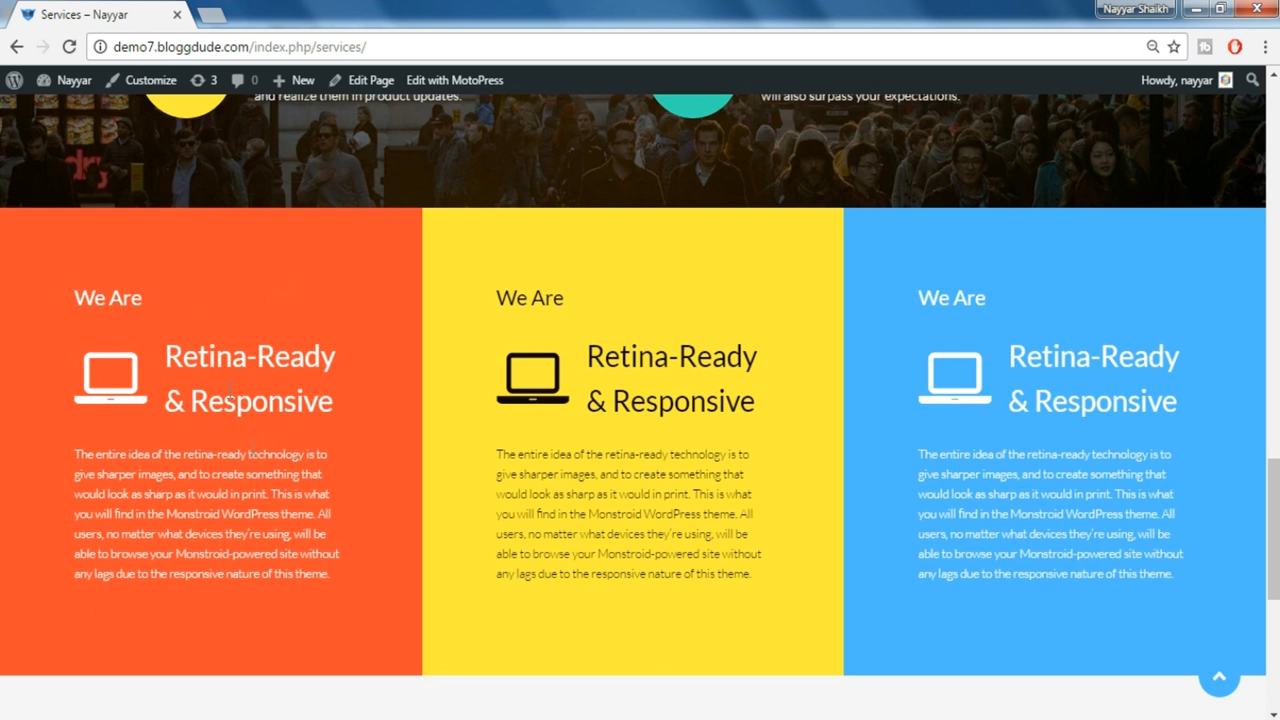 Services – Nayyar
Nayyar Shaikh
demo7.bloggdude.com/index.php/services/
Nayyar Customize 3 0 New Edit Page Edit with MotoPress Howdy, nayyar
and realize them in product updates.
will also surpass your expectations.
We Are
Retina-Ready
& Responsive
The entire idea of the retina-ready technology is to
give sharper images, and to create something that
would look as sharp as it would in print. This is what
you will find in the Monstroid WordPress theme. All
users, no matter what devices they're using, will be
able to browse your Monstroid-powered site without
any lags due to the responsive nature of this theme.
We Are
Retina-Ready
& Responsive
The entire idea of the retina-ready technology is to
give sharper images, and to create something that
would look as sharp as it would in print. This is what
you will find in the Monstroid WordPress theme. All
users, no matter what devices they're using, will be
able to browse your Monstroid-powered site without
any lags due to the responsive nature of this theme.
We Are
Retina-Ready
& Responsive
The entire idea of the retina-ready technology is to
give sharper images, and to create something that
would look as sharp as it would in print. This is what
you will find in the Monstroid WordPress theme. All
users, no matter what devices they're using, will be
able to browse your Monstroid-powered site without
any lags due to the responsive nature of this theme.